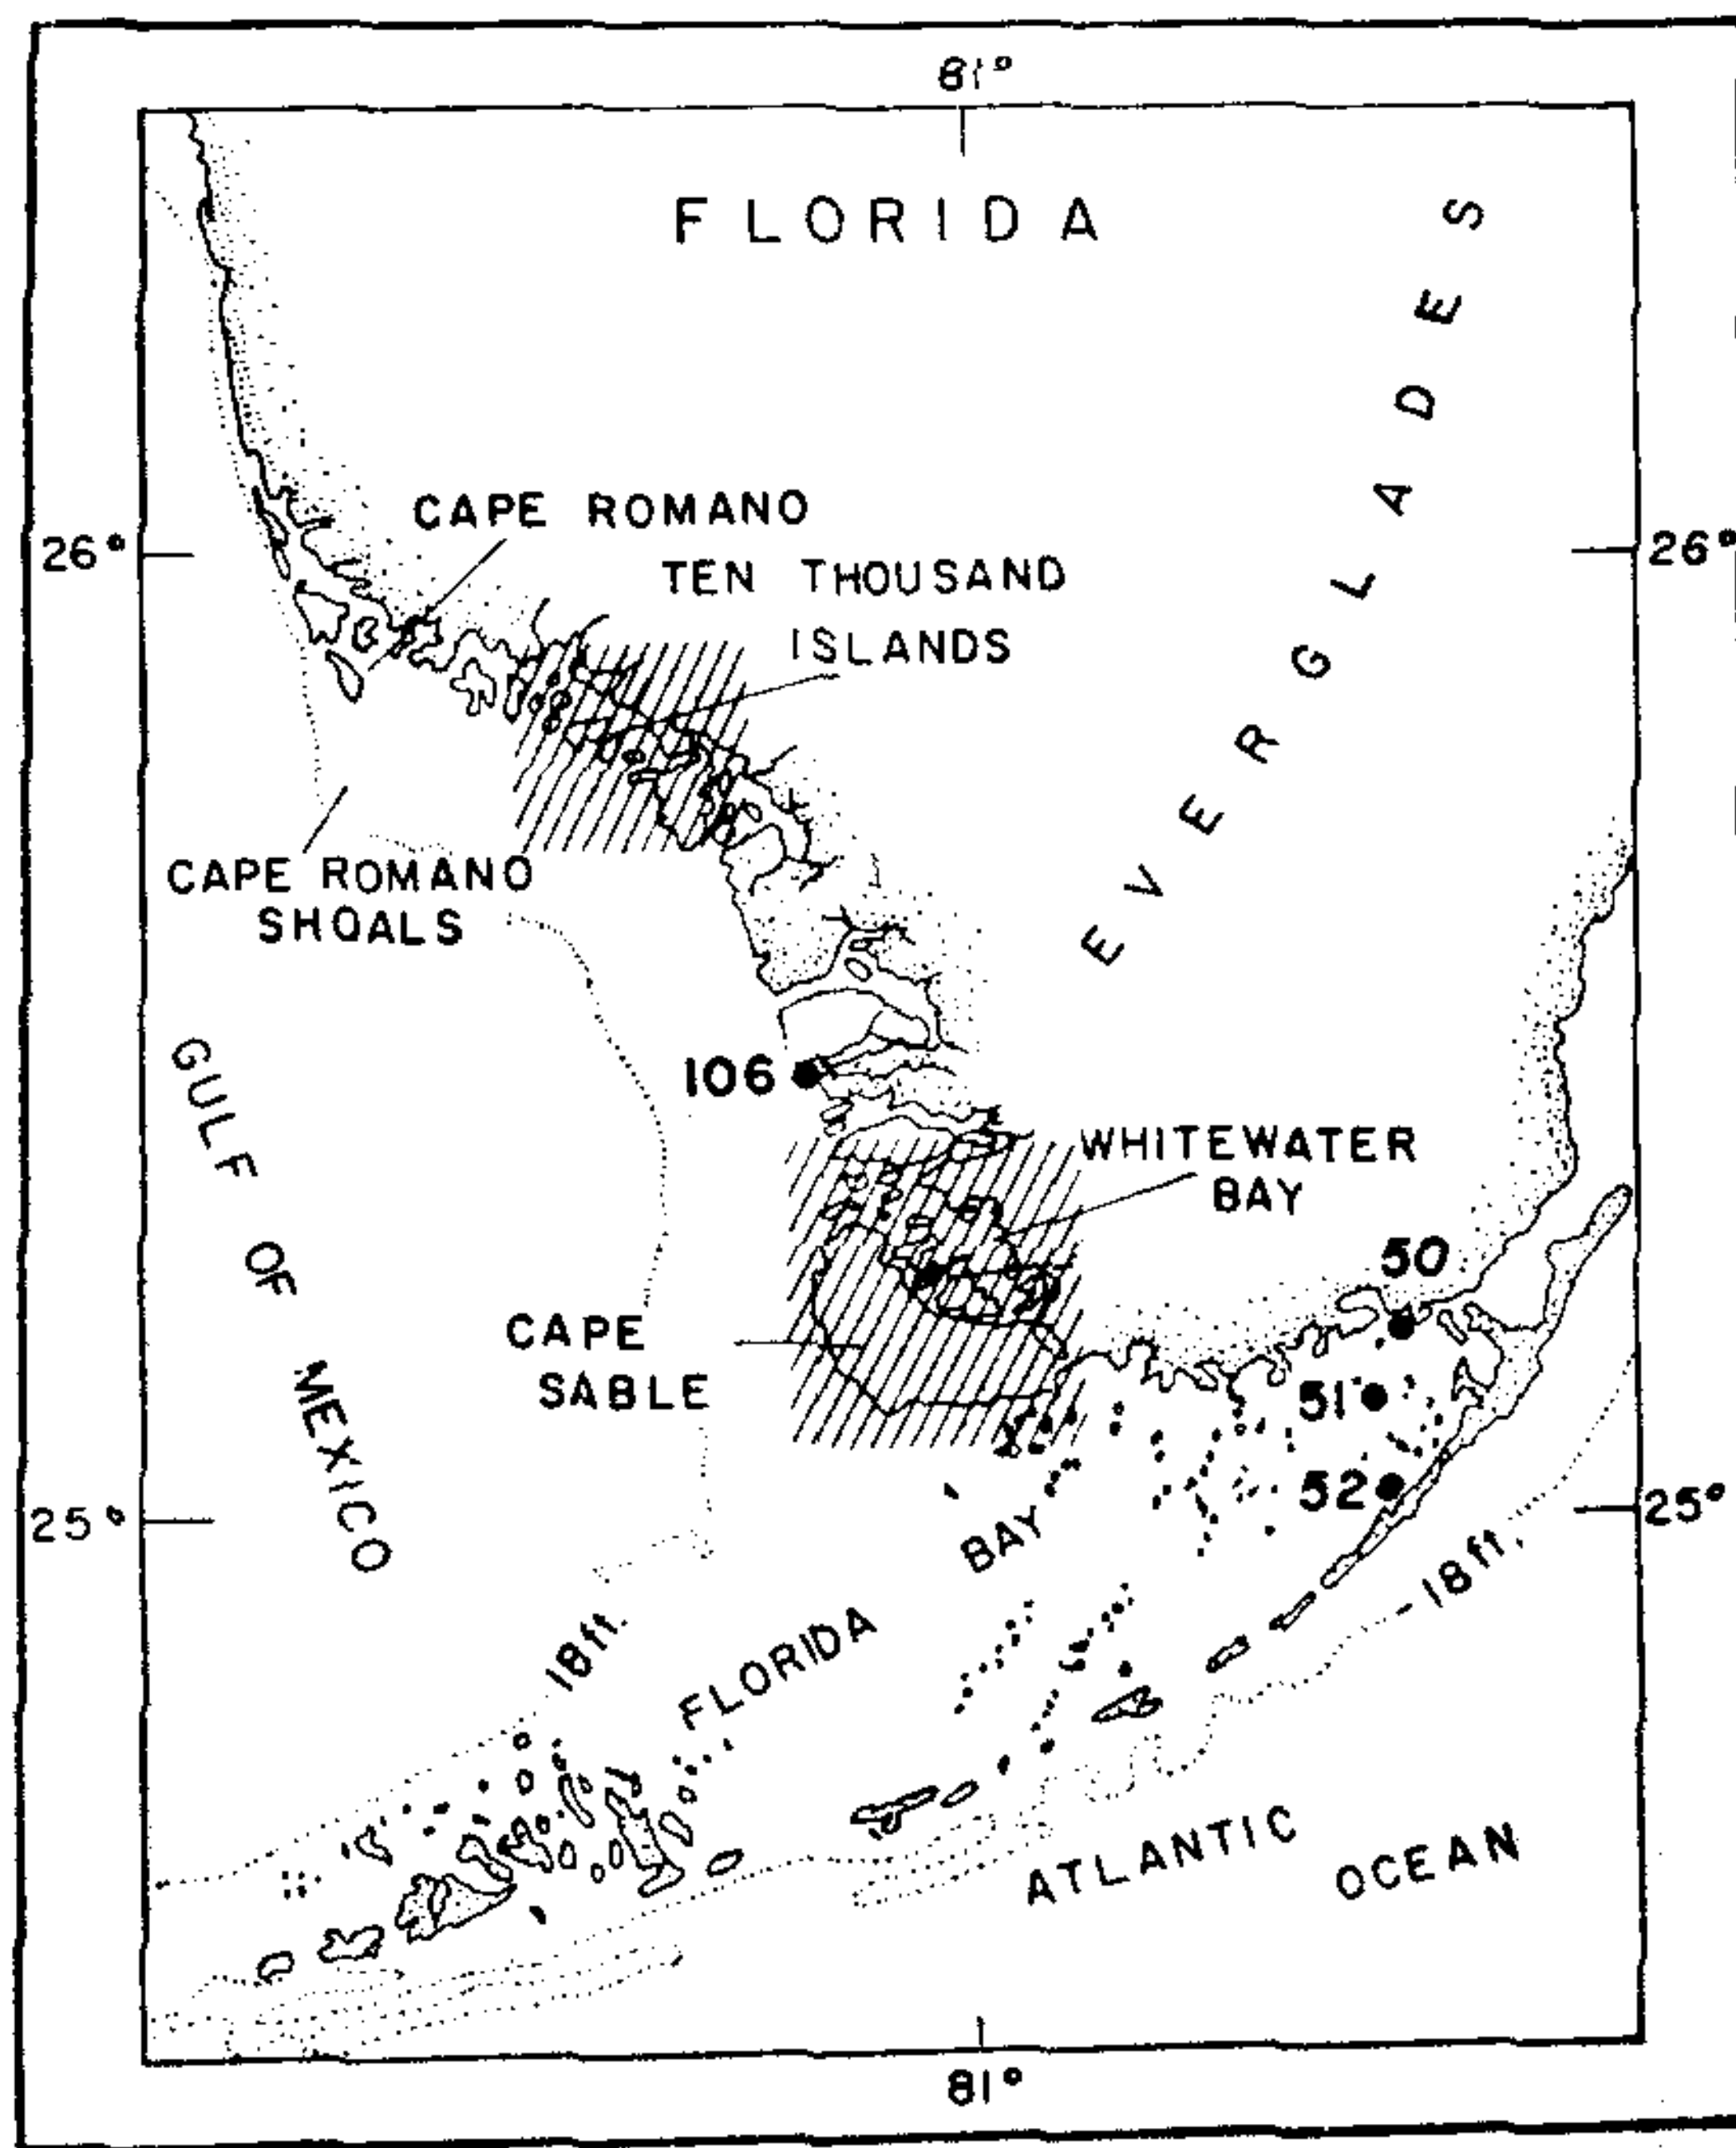 81°
FLORIDA
EVERGLADES
CAPE ROMANO
26°
26°
TEN THOUSAND
ISLANDS
CAPE ROMANO
SHOALS
GULF OF MEXICO
106
WHITEWATER
BAY
50
CAPE
SABLE
51
52
25°
25°
FLORIDA BAY
18ft.
18ft.
ATLANTIC OCEAN
81°